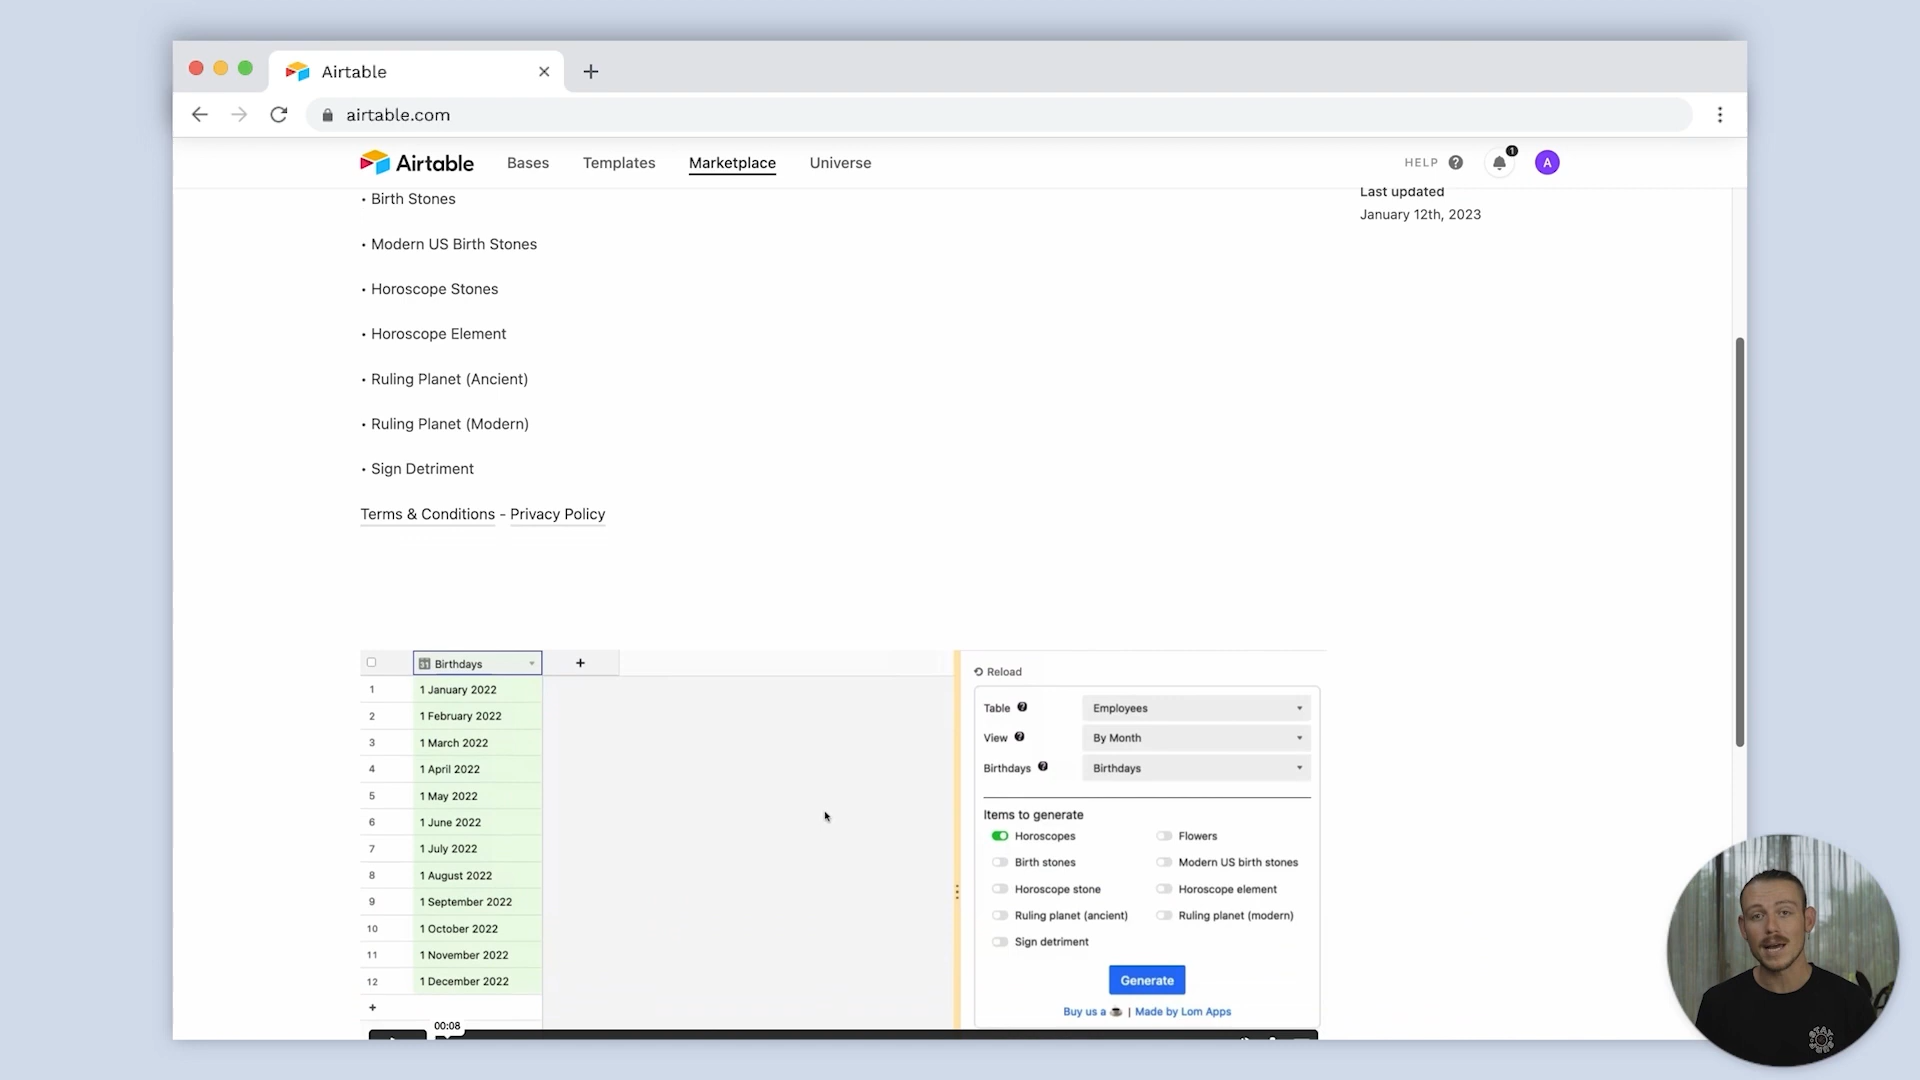 Airtable
airtable.com
Airtable
Bases
Templates
Marketplace
Universe
HELP ?
1
A
Last updated
January 12th, 2023
• Birth Stones
• Modern US Birth Stones
• Horoscope Stones
• Horoscope Element
• Ruling Planet (Ancient)
• Ruling Planet (Modern)
• Sign Detriment
Terms & Conditions - Privacy Policy
31 Birthdays
+
1 1 January 2022
2 1 February 2022
3 1 March 2022
4 1 April 2022
5 1 May 2022
6 1 June 2022
7 1 July 2022
8 1 August 2022
9 1 September 2022
10 1 October 2022
11 1 November 2022
12 1 December 2022
+
00:08
Reload
Table ? Employees
View ? By Month
Birthdays ? Birthdays
Items to generate
Horoscopes Flowers
Birth stones Modern US birth stones
Horoscope stone Horoscope element
Ruling planet (ancient) Ruling planet (modern)
Sign detriment
Generate
Buy us a ☕ | Made by Lom Apps